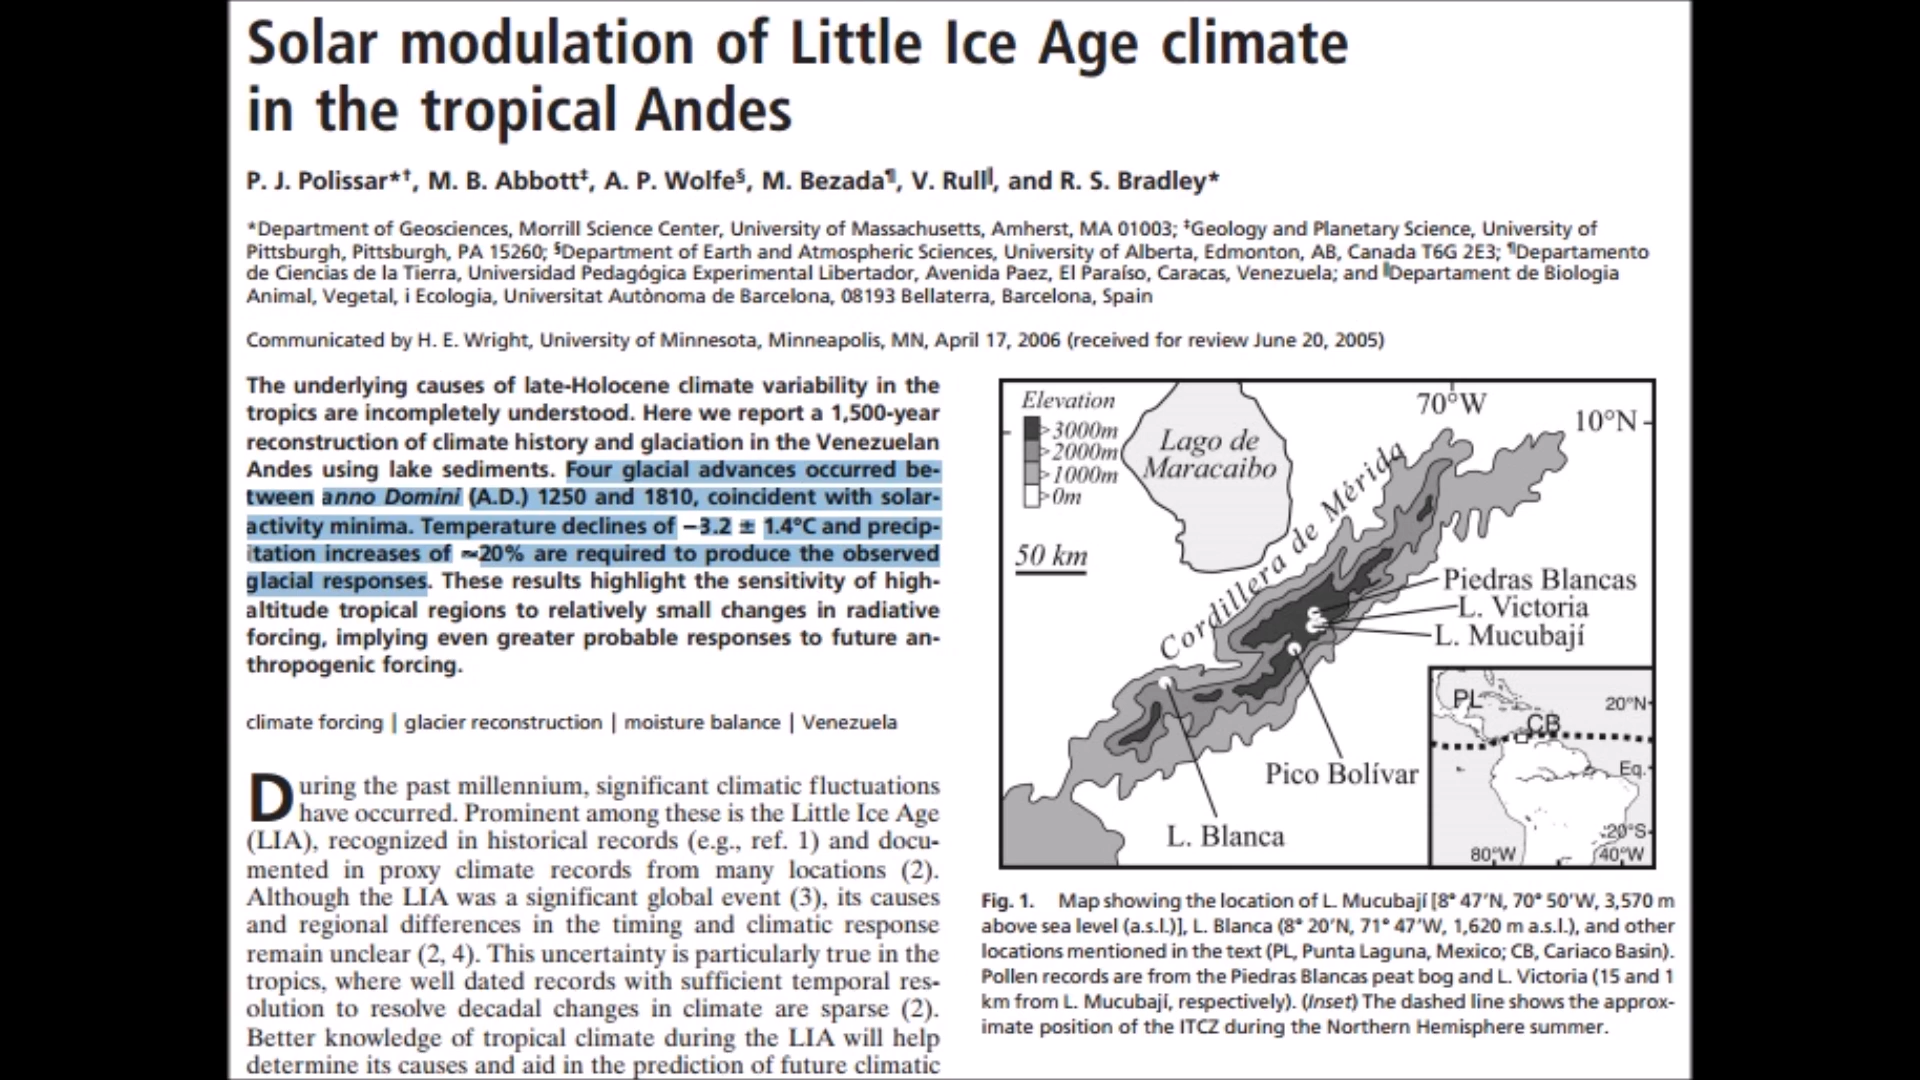 Solar modulation of Little Ice Age climate
in the tropical Andes
P. J. Polissar*†, M. B. Abbott‡, A. P. Wolfe§, M. Bezada¶, V. Rull‖, and R. S. Bradley*
*Department of Geosciences, Morrill Science Center, University of Massachusetts, Amherst, MA 01003; ‡Geology and Planetary Science, University of
Pittsburgh, Pittsburgh, PA 15260; §Department of Earth and Atmospheric Sciences, University of Alberta, Edmonton, AB, Canada T6G 2E3; ¶Departamento
de Ciencias de la Tierra, Universidad Pedagógica Experimental Libertador, Avenida Paez, El Paraíso, Caracas, Venezuela; and ‖Departament de Biologia
Animal, Vegetal, i Ecologia, Universitat Autònoma de Barcelona, 08193 Bellaterra, Barcelona, Spain
Communicated by H. E. Wright, University of Minnesota, Minneapolis, MN, April 17, 2006 (received for review June 20, 2005)
The underlying causes of late-Holocene climate variability in the
tropics are incompletely understood. Here we report a 1,500-year
reconstruction of climate history and glaciation in the Venezuelan
Andes using lake sediments. Four glacial advances occurred be-
tween anno Domini (A.D.) 1250 and 1810, coincident with solar-
activity minima. Temperature declines of −3.2 ± 1.4°C and precip-
itation increases of ≈20% are required to produce the observed
glacial responses. These results highlight the sensitivity of high-
altitude tropical regions to relatively small changes in radiative
forcing, implying even greater probable responses to future an-
thropogenic forcing.
climate forcing | glacier reconstruction | moisture balance | Venezuela
During the past millennium, significant climatic fluctuations
have occurred. Prominent among these is the Little Ice Age
(LIA), recognized in historical records (e.g., ref. 1) and docu-
mented in proxy climate records from many locations (2).
Although the LIA was a significant global event (3), its causes
and regional differences in the timing and climatic response
remain unclear (2, 4). This uncertainty is particularly true in the
tropics, where well dated records with sufficient temporal res-
olution to resolve decadal changes in climate are sparse (2).
Better knowledge of tropical climate during the LIA will help
determine its causes and aid in the prediction of future climatic
Elevation
>3000m
>2000m
>1000m
>0m
50 km
Lago de
Maracaibo
70°W
10°N
Cordillera de Mérida
Piedras Blancas
L. Victoria
L. Mucubají
Pico Bolívar
L. Blanca
PL
CB
20°N
Eq.
20°S
80°W
40°W
Fig. 1. Map showing the location of L. Mucubají [8° 47′N, 70° 50′W, 3,570 m
above sea level (a.s.l.)], L. Blanca (8° 20′N, 71° 47′W, 1,620 m a.s.l.), and other
locations mentioned in the text (PL, Punta Laguna, Mexico; CB, Cariaco Basin).
Pollen records are from the Piedras Blancas peat bog and L. Victoria (15 and 1
km from L. Mucubají, respectively). (Inset) The dashed line shows the approx-
imate position of the ITCZ during the Northern Hemisphere summer.